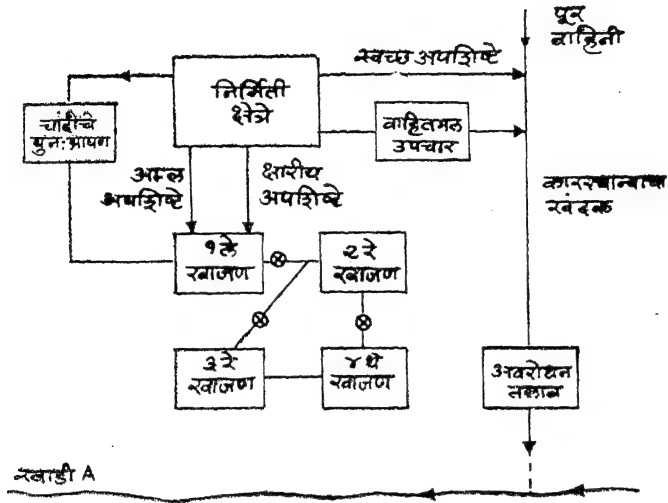 पूर
वाहिनी
स्वच्छ अपशिष्टे
निर्मिती
क्षेत्रे
चांदीचे
पुनःप्रापण
वाहितमल
उपचार
अम्ल
अपशिष्टे
क्षारीय
अपशिष्टे
कारखान्याचा
खंदक
१ले
खाजण
२रे
खाजण
३रे
खाजण
४थे
खाजण
अवरोधन
तलाव
खाडी A